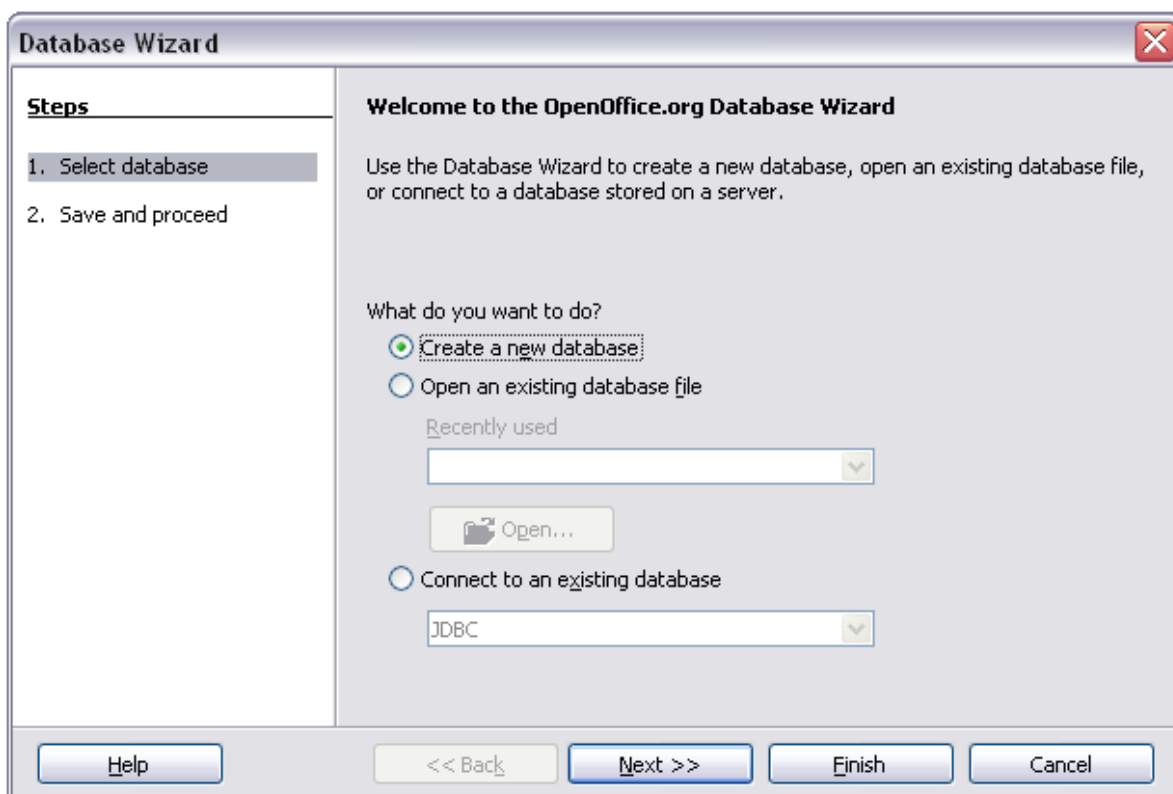 Database Wizard
Steps
1. Select database
2. Save and proceed
Welcome to the OpenOffice.org Database Wizard
Use the Database Wizard to create a new database, open an existing database file,
or connect to a database stored on a server.
What do you want to do?
Create a new database
Open an existing database file
Recently used
Open...
Connect to an existing database
JDBC
Help
<< Back
Next >>
Finish
Cancel